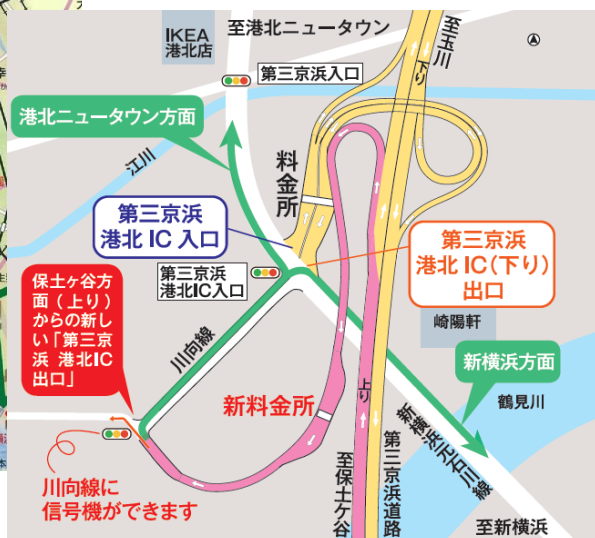 IKEA
港北店
至港北ニュータウン
至玉川
下り
第三京浜入口
港北ニュータウン方面
江川
料金所
第三京浜
港北 IC 入口
第三京浜
港北IC入口
第三京浜
港北 IC(下り)
出口
保土ヶ谷方
面(上り)
からの新し
い「第三京
浜 港北IC
出口」
川向線
崎陽軒
新横浜方面
新料金所
上り
鶴見川
新横浜元石川線
第三京浜道路
至保土ケ谷
川向線に
信号機ができます
至新横浜